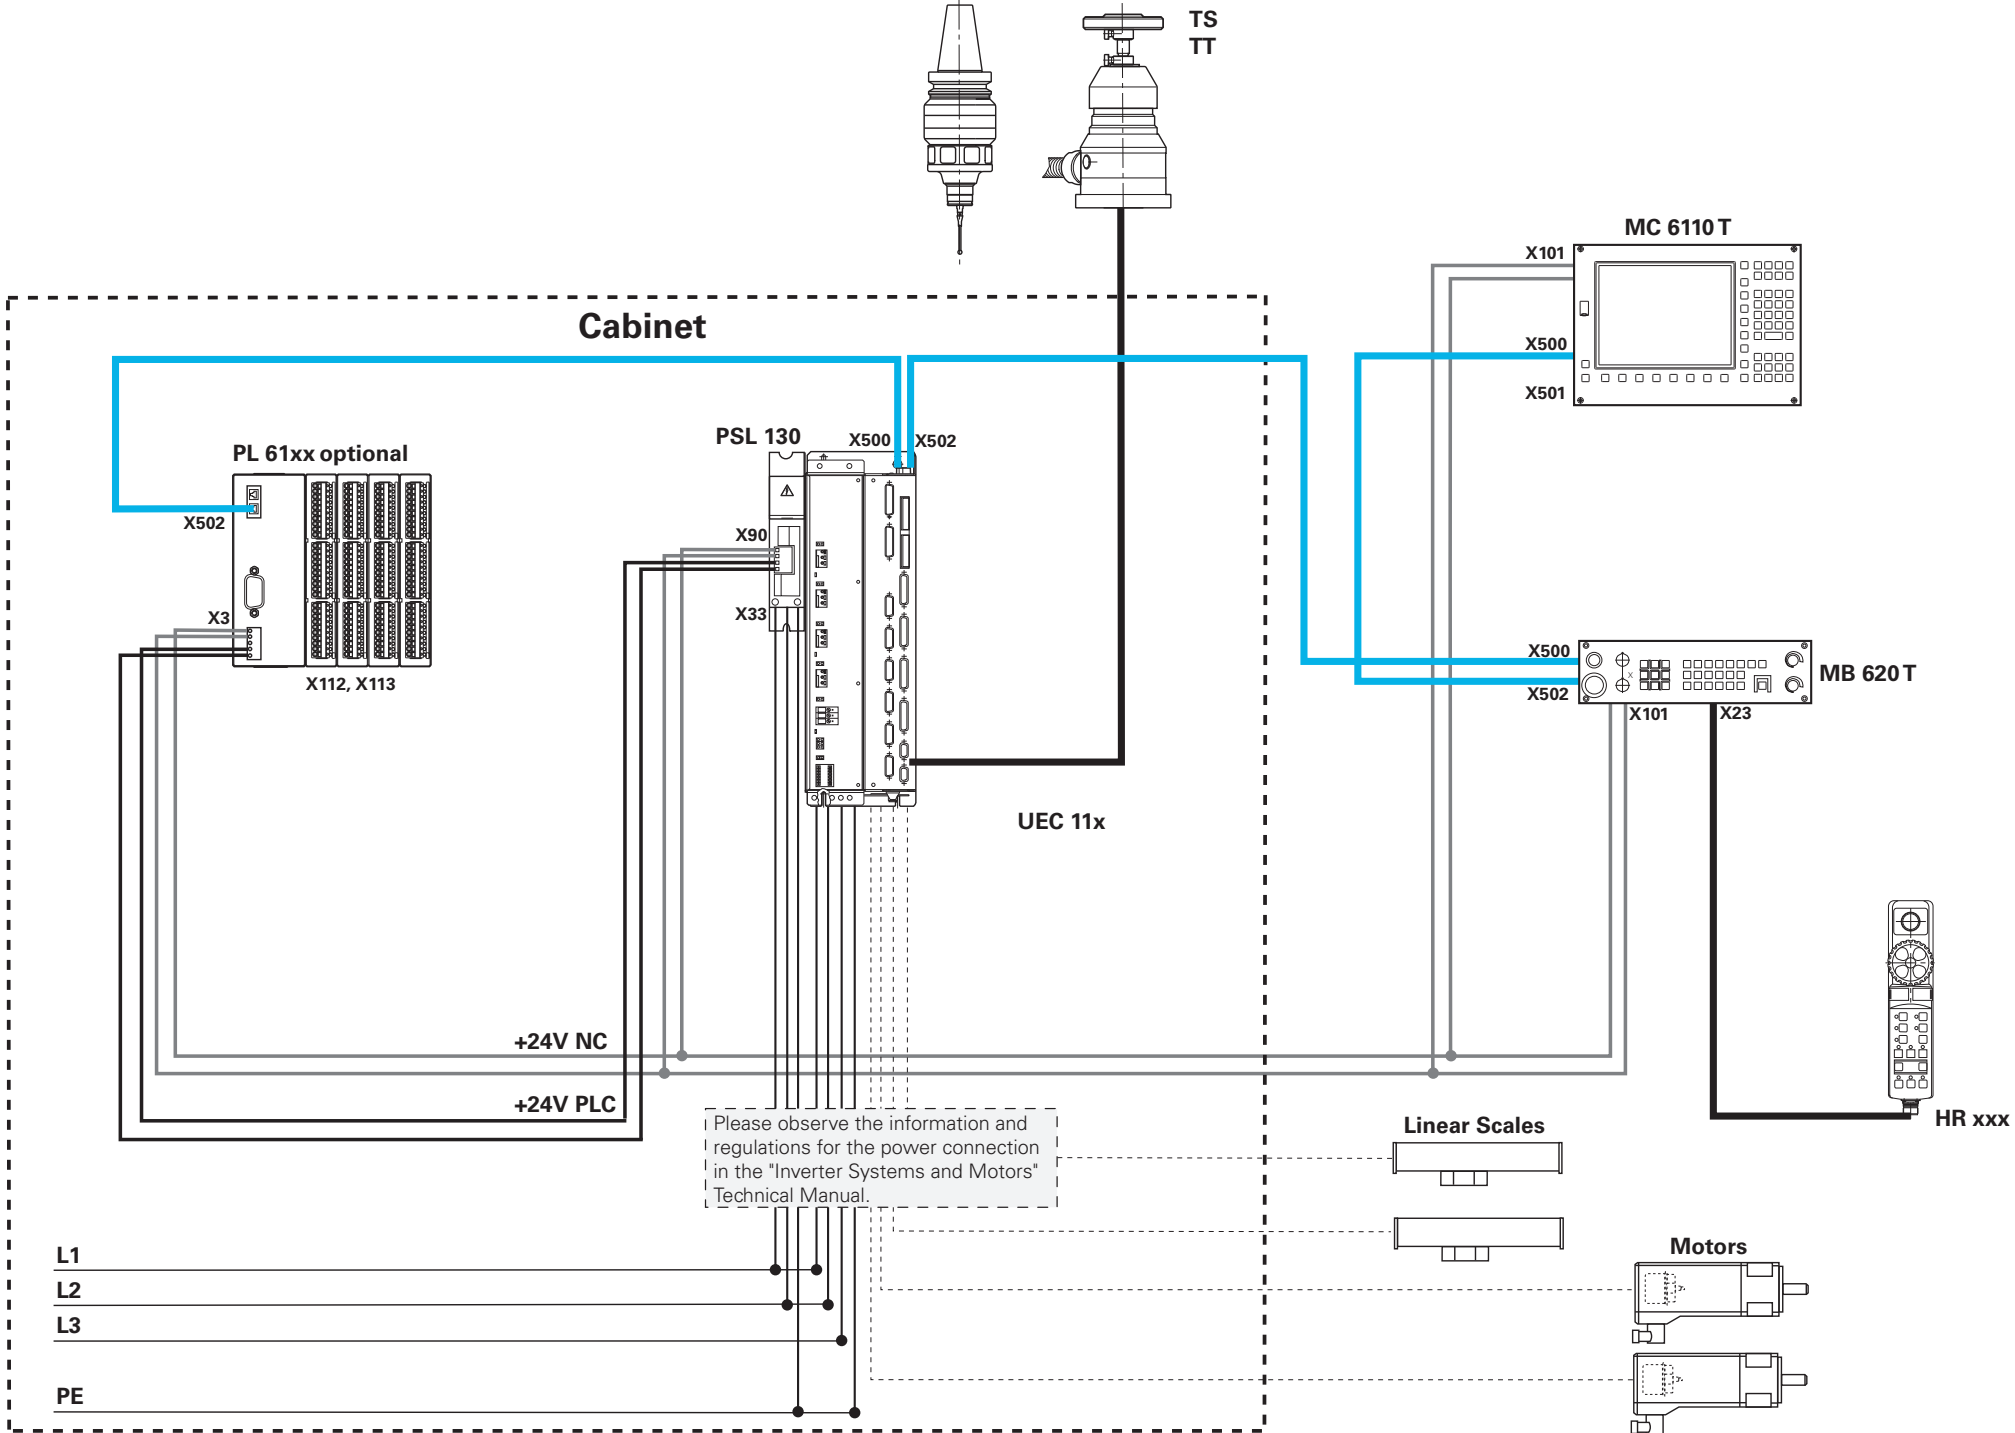 TS
TT
MC 6110 T
X101
Cabinet
X500
X501
PSL 130
X500
X502
PL 61xx optional
X502
X90
X3
X33
X112, X113
X500
X502
MB 620 T
X
X101
X23
UEC 11x
+24V NC
+24V PLC
Please observe the information and
regulations for the power connection
in the "Inverter Systems and Motors"
Technical Manual.
Linear Scales
HR xxx
L1
L2
L3
PE
Motors